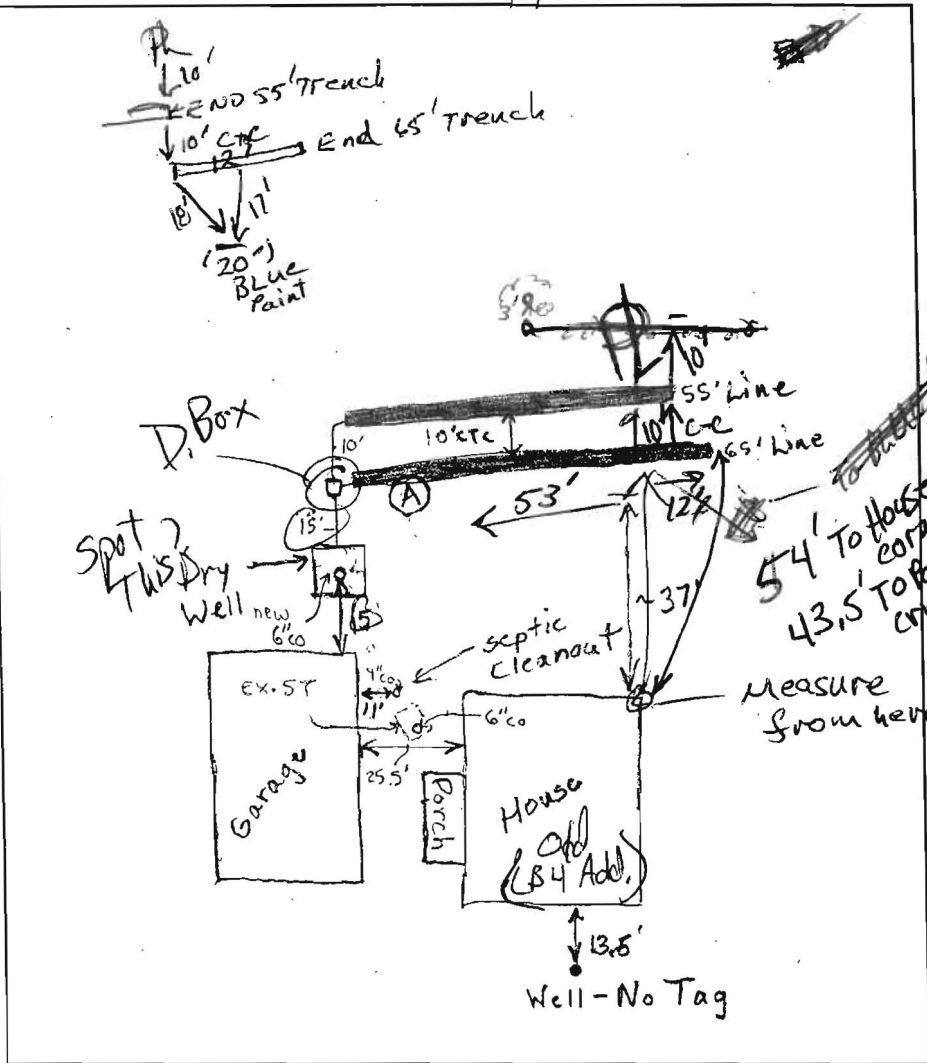 10'
END 55' Trench
10' CTC
12'
End 65' Trench
18'
17'
(20")
BLue
Paint
10
55' Line
D. Box
10'
10' CTC
10'
C-C
65' Line
A
53'
12'
15'
Spot
This Dry
Well
new
6"co
15'
~37'
54' To House
43.5' To
septic
cleanout
4"co
11'
Ex. ST
6"co
25.5'
Measure
from here
Garage
Porch
House
Old
(B4 Add.)
13.5'
Well - No Tag